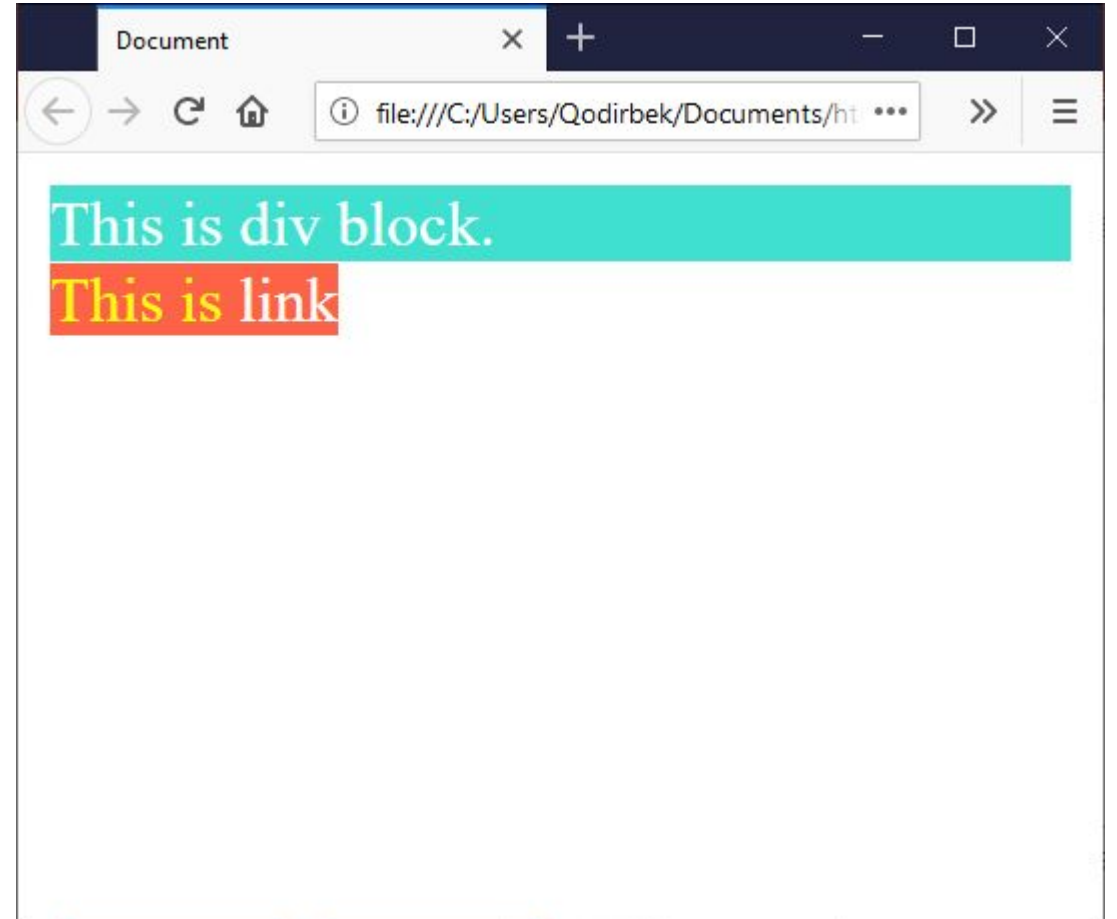 Document
file:///C:/Users/Qodirbek/Documents/ht
This is div block.
This is link